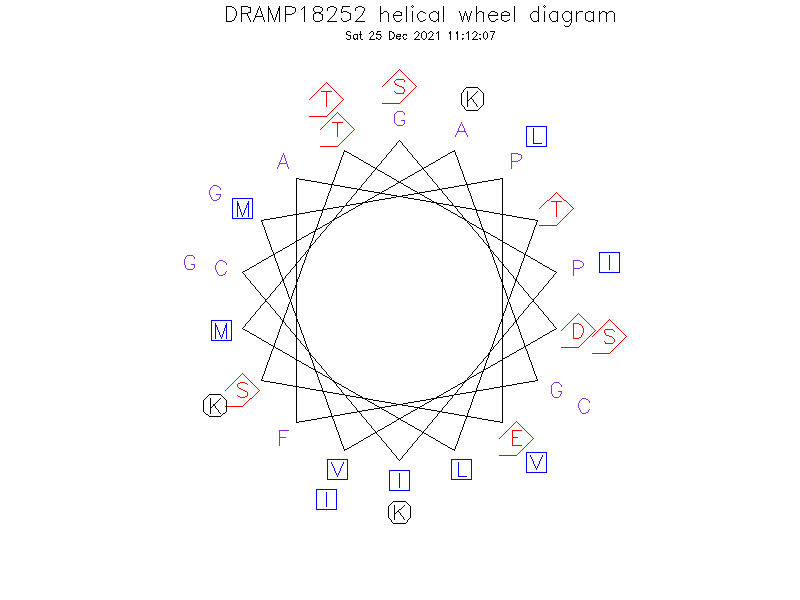 DRAMP18252 helical wheel diagram
Sat 25 Dec 2021 11:12:07
S
T K
G
T A L
A P
G M T
G C P I
M D S
S G
K C
F E
V I L V
I
K